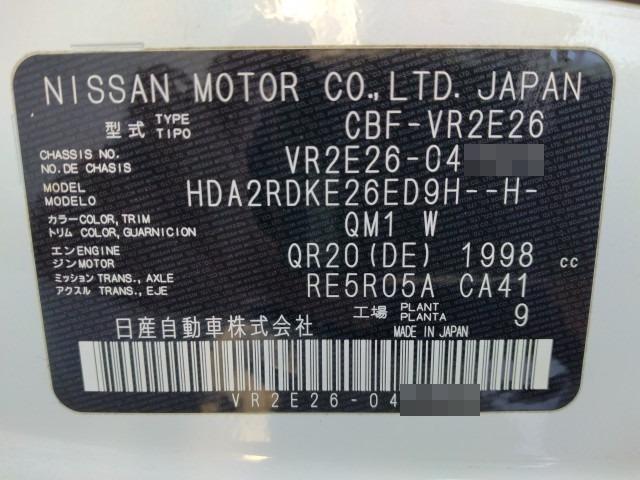 NISSAN MOTOR CO.,LTD. JAPAN
型式 TYPE TIPO CBF-VR2E26
CHASSIS NO. NO.DE CHASIS VR2E26-04
MODEL MODELO HDA2RDKE26ED9H--H-
カラー COLOR, TRIM トリム COLOR, GUARNICION QM1 W
エンジン ENGINE MOTOR QR20(DE) 1998 cc
ミッション TRANS., AXLE アクスル TRANS., EJE RE5R05A CA41
工場 PLANT PLANTA 9
日産自動車株式会社 MADE IN JAPAN
VR2E26-04